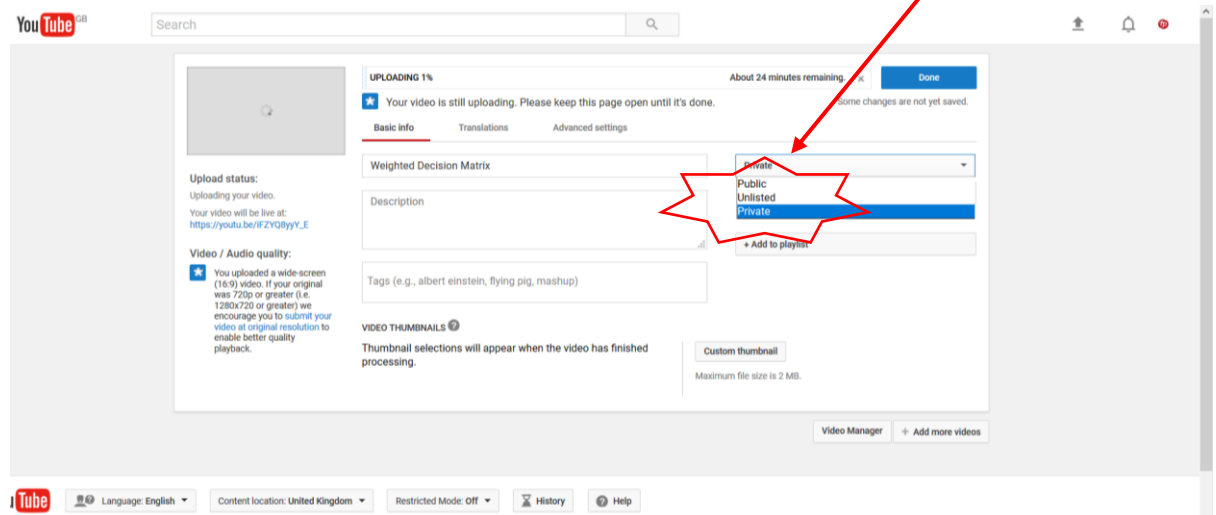 YouTube GB
Search
UPLOADING 1%
About 24 minutes remaining.
Done
Your video is still uploading. Please keep this page open until it's done.
Some changes are not yet saved.
Basic info
Translations
Advanced settings
Weighted Decision Matrix
Private
Public
Unlisted
Private
Description
+ Add to playlist
Tags (e.g., albert einstein, flying pig, mashup)
Upload status:
Uploading your video.
Your video will be live at:
https://youtu.be/iFZYQ8yyY_E
Video / Audio quality:
You uploaded a wide-screen
(16:9) video. If your original
was 720p or greater (i.e.
1280x720 or greater) we
encourage you to submit your
video at original resolution to
enable better quality
playback.
VIDEO THUMBNAILS
Thumbnail selections will appear when the video has finished
processing.
Custom thumbnail
Maximum file size is 2 MB.
Video Manager
+ Add more videos
Tube
Language: English
Content location: United Kingdom
Restricted Mode: Off
History
Help